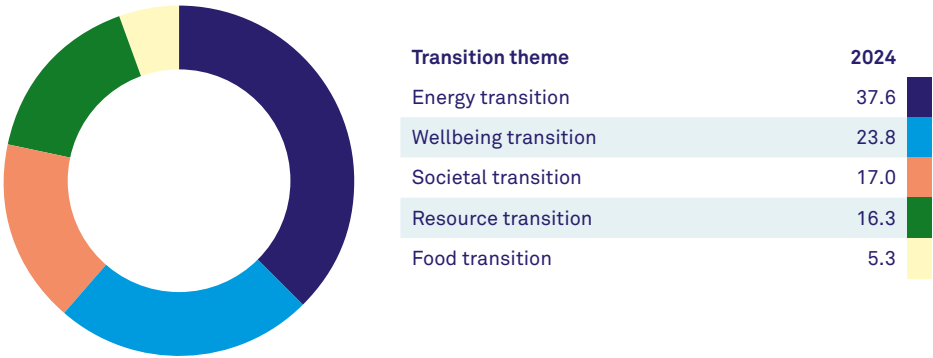 Transition theme 2024
Energy transition 37.6
Wellbeing transition 23.8
Societal transition 17.0
Resource transition 16.3
Food transition 5.3